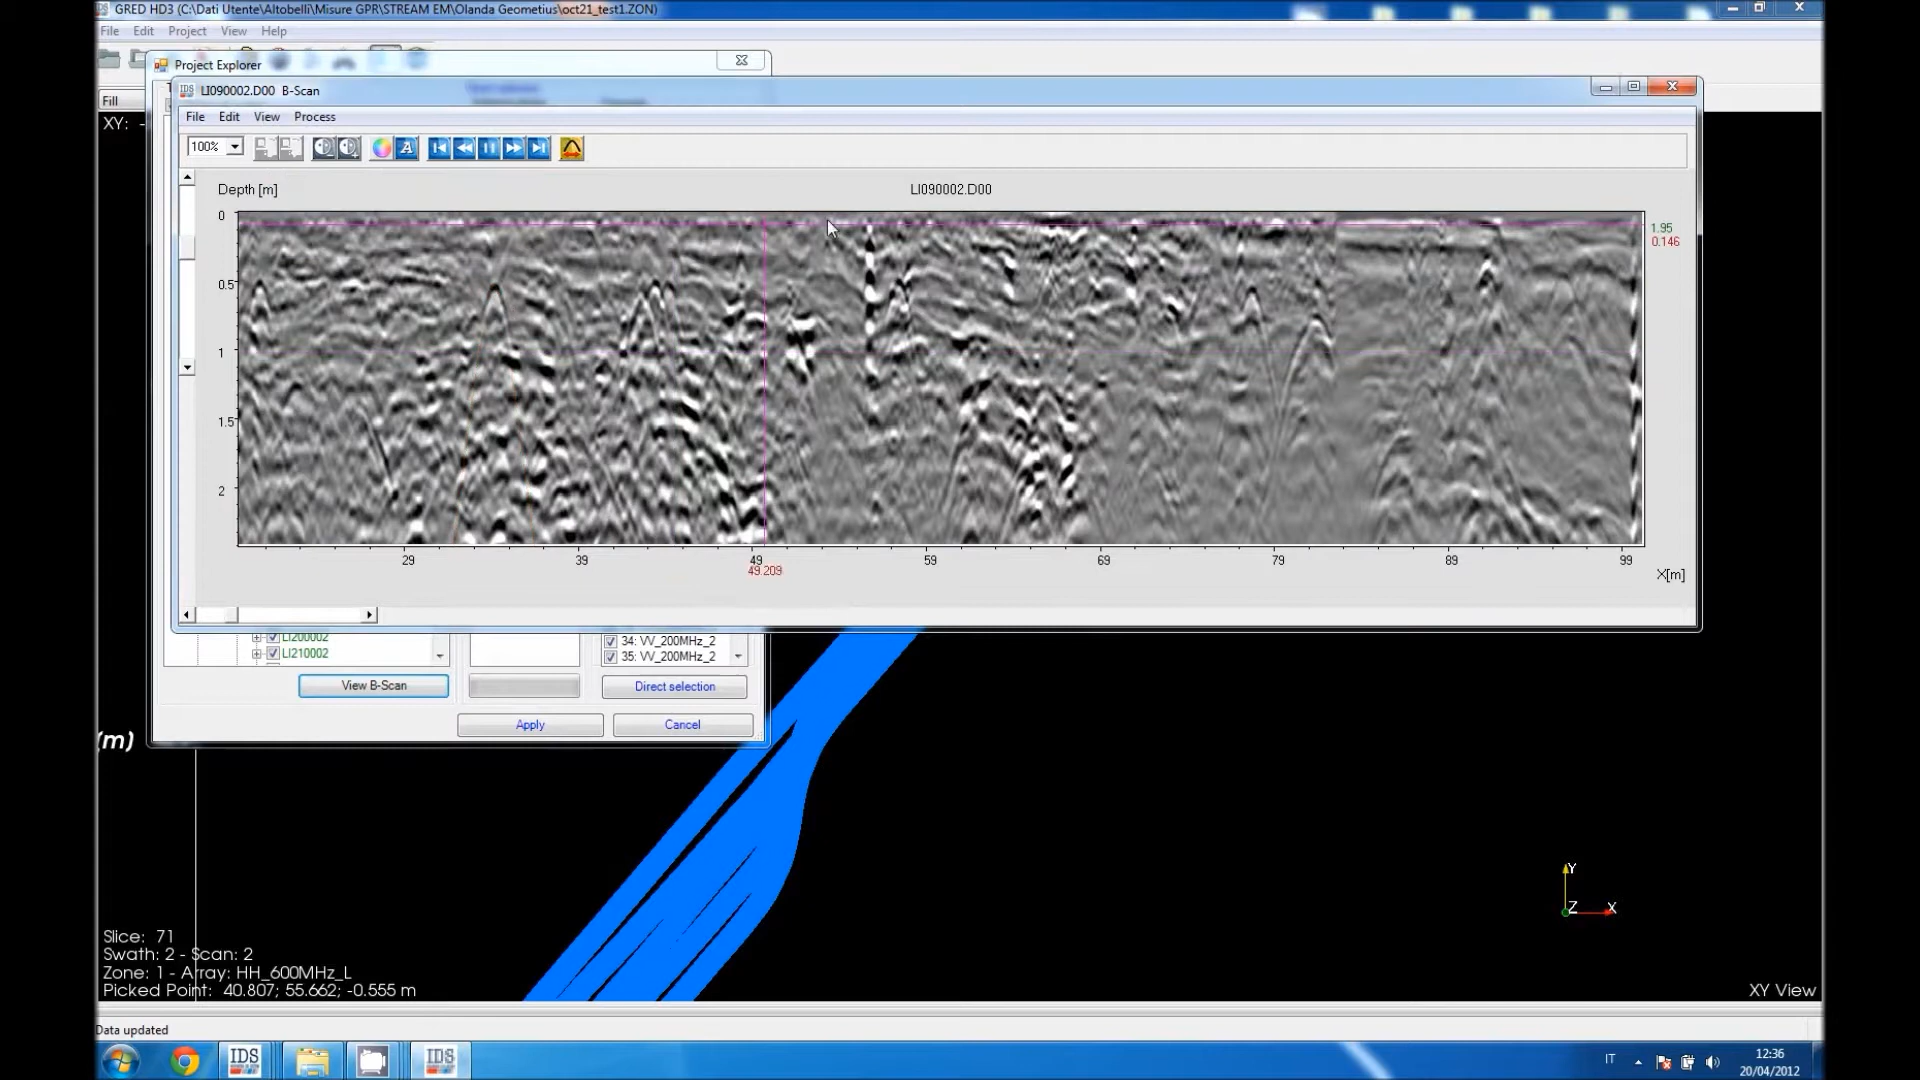 GRED HD3 (C:\Dati Utente\Altobelli\Misure GPR\STREAM EM\Olanda Geometius\oct21_test1.ZON)
File Edit Project View Help
Project Explorer
LI090002.D00 B-Scan
Fill
File Edit View Process
XY: -
100%
A
Depth [m]
LI090002.D00
0
1.95
0.146
0.5
1
1.5
2
29 39 49 59 69 79 89 99
49.209
X[m]
LI200002
34: VV_200MHz_2
LI210002
35: VV_200MHz_2
View B-Scan
Direct selection
Apply
Cancel
(m)
Y
Z
X
Slice: 71
Swath: 2 - Scan: 2
Zone: 1 - Array: HH_600MHz_L
Picked Point: 40.807; 55.662; -0.555 m
XY View
Data updated
IDS
IDS
IT
12:36
20/04/2012